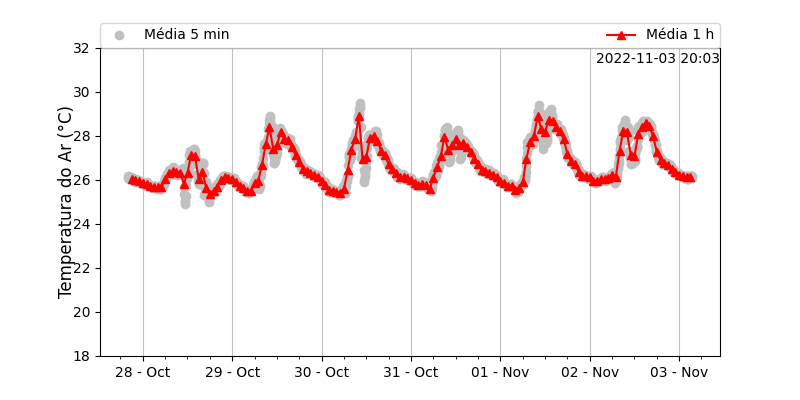 Média 5 min
Média 1 h
2022-11-03 20:03
Temperatura do Ar (°C)
32
30
28
26
24
22
20
18
28 - Oct
29 - Oct
30 - Oct
31 - Oct
01 - Nov
02 - Nov
03 - Nov